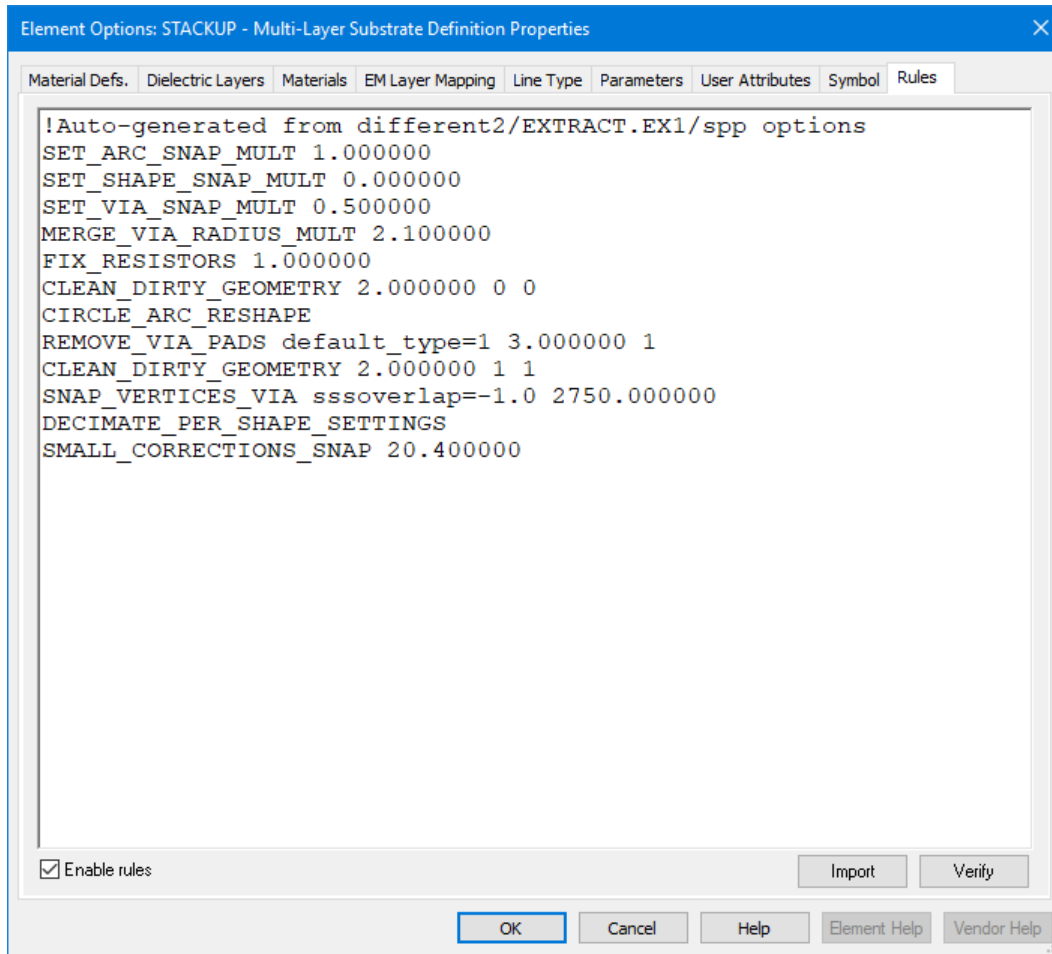 Element Options: STACKUP - Multi-Layer Substrate Definition Properties
Material Defs. Dielectric Layers Materials EM Layer Mapping Line Type Parameters User Attributes Symbol Rules
!Auto-generated from different2/EXTRACT.EX1/spp options
SET_ARC_SNAP_MULT 1.000000
SET_SHAPE_SNAP_MULT 0.000000
SET_VIA_SNAP_MULT 0.500000
MERGE_VIA_RADIUS_MULT 2.100000
FIX_RESISTORS 1.000000
CLEAN_DIRTY_GEOMETRY 2.000000 0 0
CIRCLE_ARC_RESHAPE
REMOVE_VIA_PADS default_type=1 3.000000 1
CLEAN_DIRTY_GEOMETRY 2.000000 1 1
SNAP_VERTICES_VIA sssoverlap=-1.0 2750.000000
DECIMATE_PER_SHAPE_SETTINGS
SMALL_CORRECTIONS_SNAP 20.400000
Enable rules Import Verify
OK Cancel Help Element Help Vendor Help